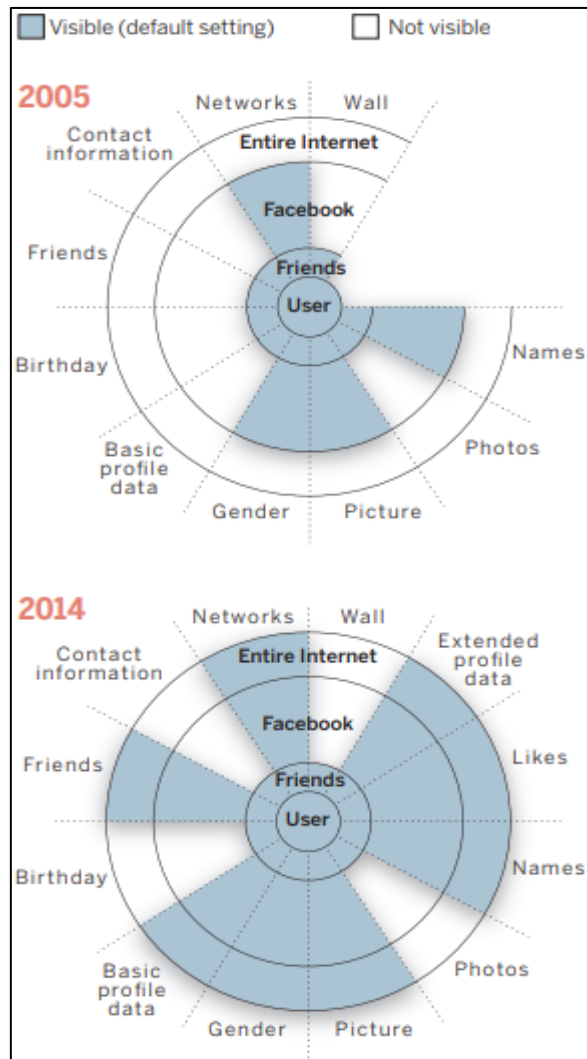 Visible (default setting)
Not visible
2005
Networks
Wall
Contact
information
Entire Internet
Facebook
Friends
Friends
User
Birthday
Names
Basic
profile
data
Photos
Gender
Picture
2014
Networks
Wall
Contact
information
Entire Internet
Extended
profile
data
Facebook
Friends
Likes
Friends
User
Birthday
Names
Basic
profile
data
Photos
Gender
Picture